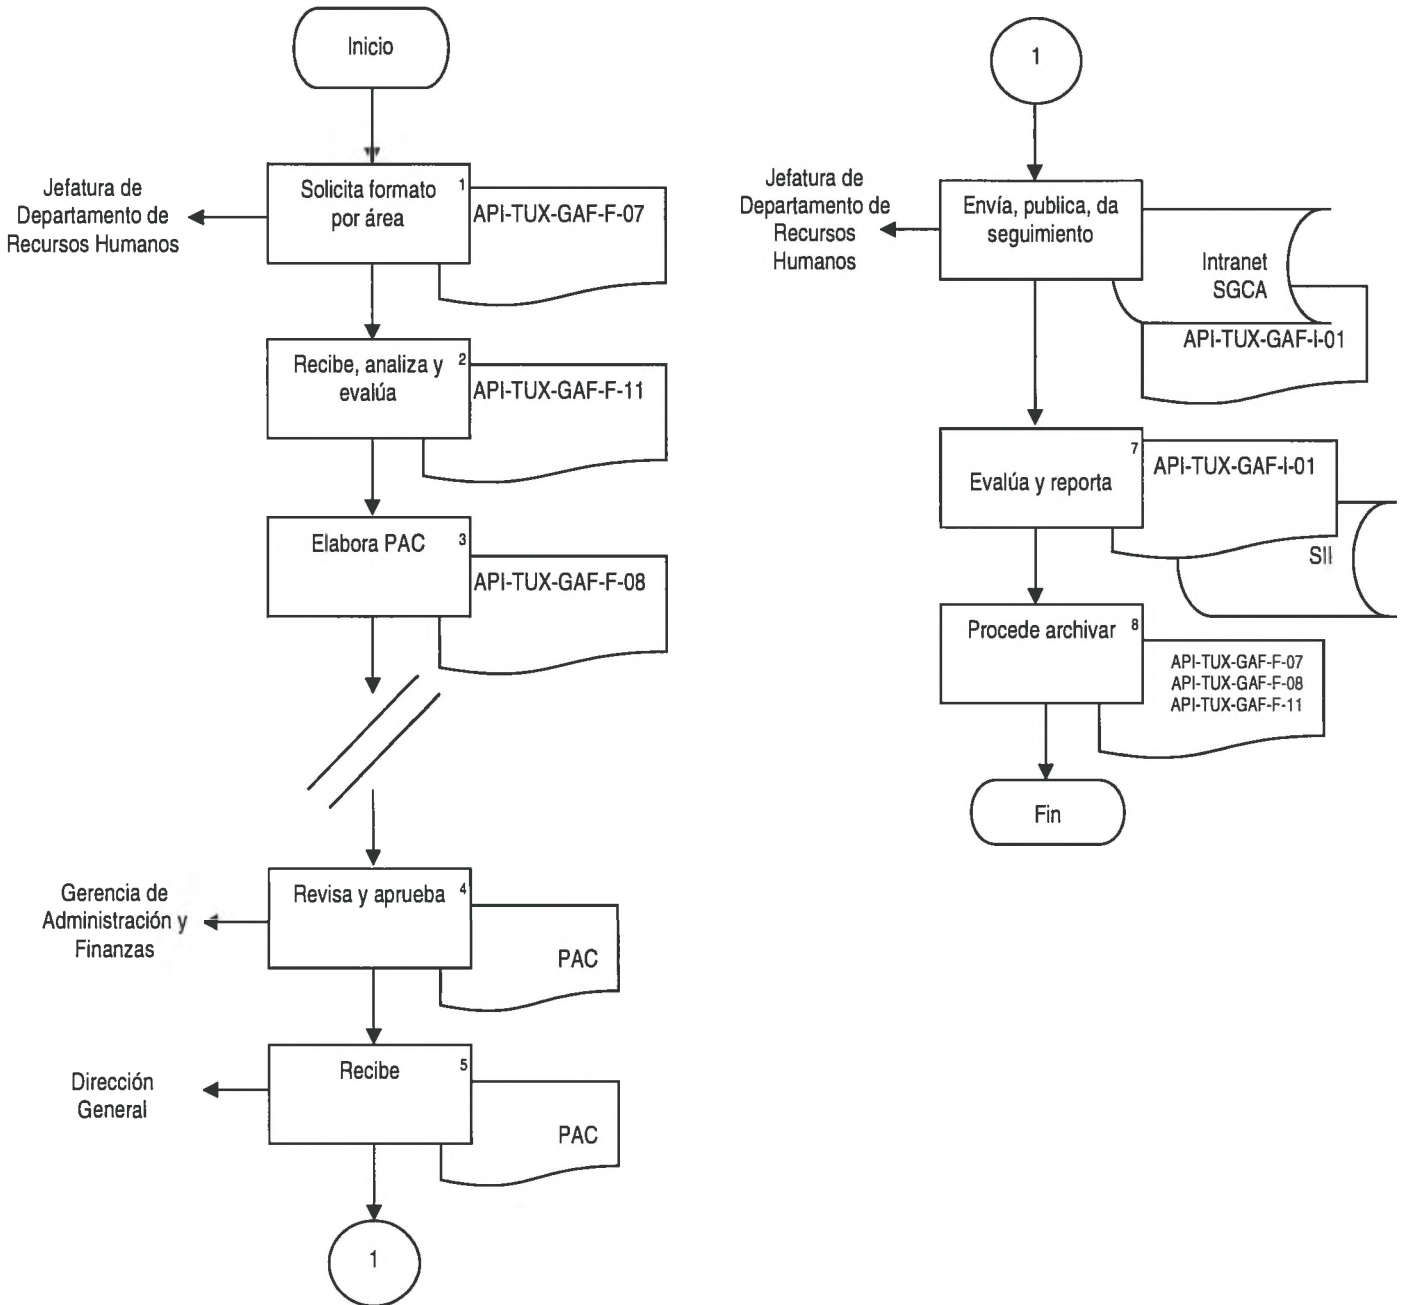 Inicio
Jefatura de
Departamento de
Recursos Humanos
Solicita formato
por área
1
API-TUX-GAF-F-07
Recibe, analiza y
evalúa
2
API-TUX-GAF-F-11
Elabora PAC
3
API-TUX-GAF-F-08
Gerencia de
Administración y
Finanzas
Revisa y aprueba
4
PAC
Dirección
General
Recibe
5
PAC
1
1
Jefatura de
Departamento de
Recursos
Humanos
Envía, publica, da
seguimiento
Intranet
SGCA
API-TUX-GAF-I-01
Evalúa y reporta
7
API-TUX-GAF-I-01
SII
Procede archivar
8
API-TUX-GAF-F-07
API-TUX-GAF-F-08
API-TUX-GAF-F-11
Fin